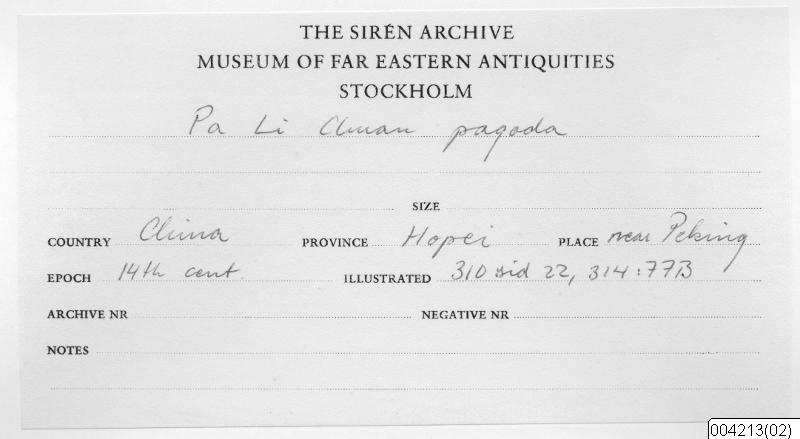 THE SIRÉN ARCHIVE
MUSEUM OF FAR EASTERN ANTIQUITIES
STOCKHOLM
Pa Li Chuan pagoda
SIZE
COUNTRY China PROVINCE Hopei PLACE near Peking
EPOCH 14th cent. ILLUSTRATED 310 sid 22, 314:77B
ARCHIVE NR NEGATIVE NR
NOTES
004213(02)